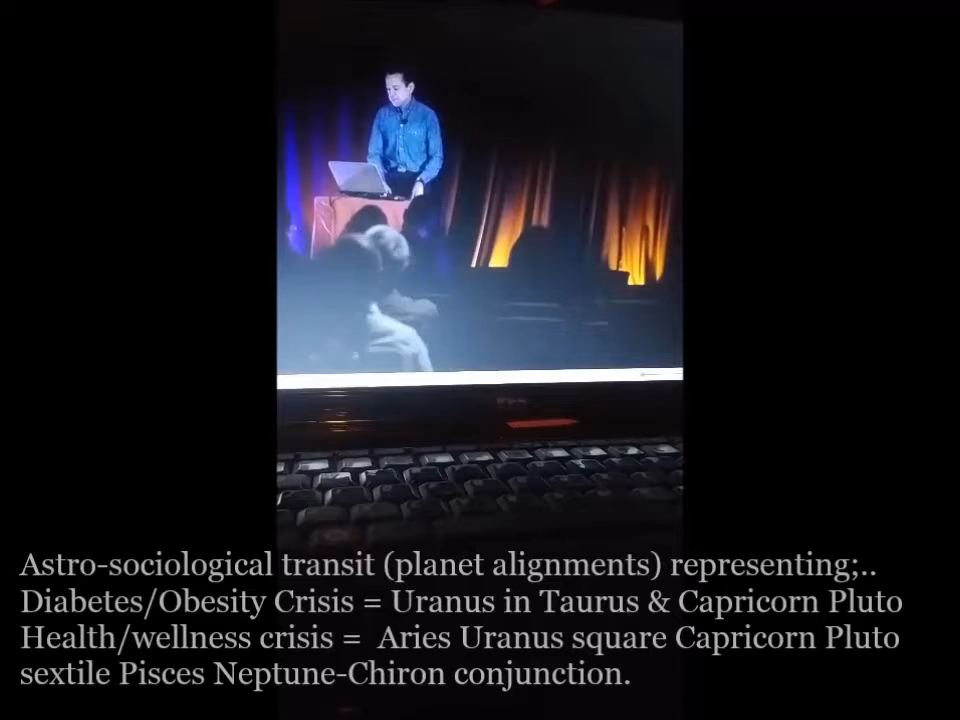 Astro-sociological transit (planet alignments) representing;..
Diabetes/Obesity Crisis = Uranus in Taurus & Capricorn Pluto
Health/wellness crisis = Aries Uranus square Capricorn Pluto
sextile Pisces Neptune-Chiron conjunction.